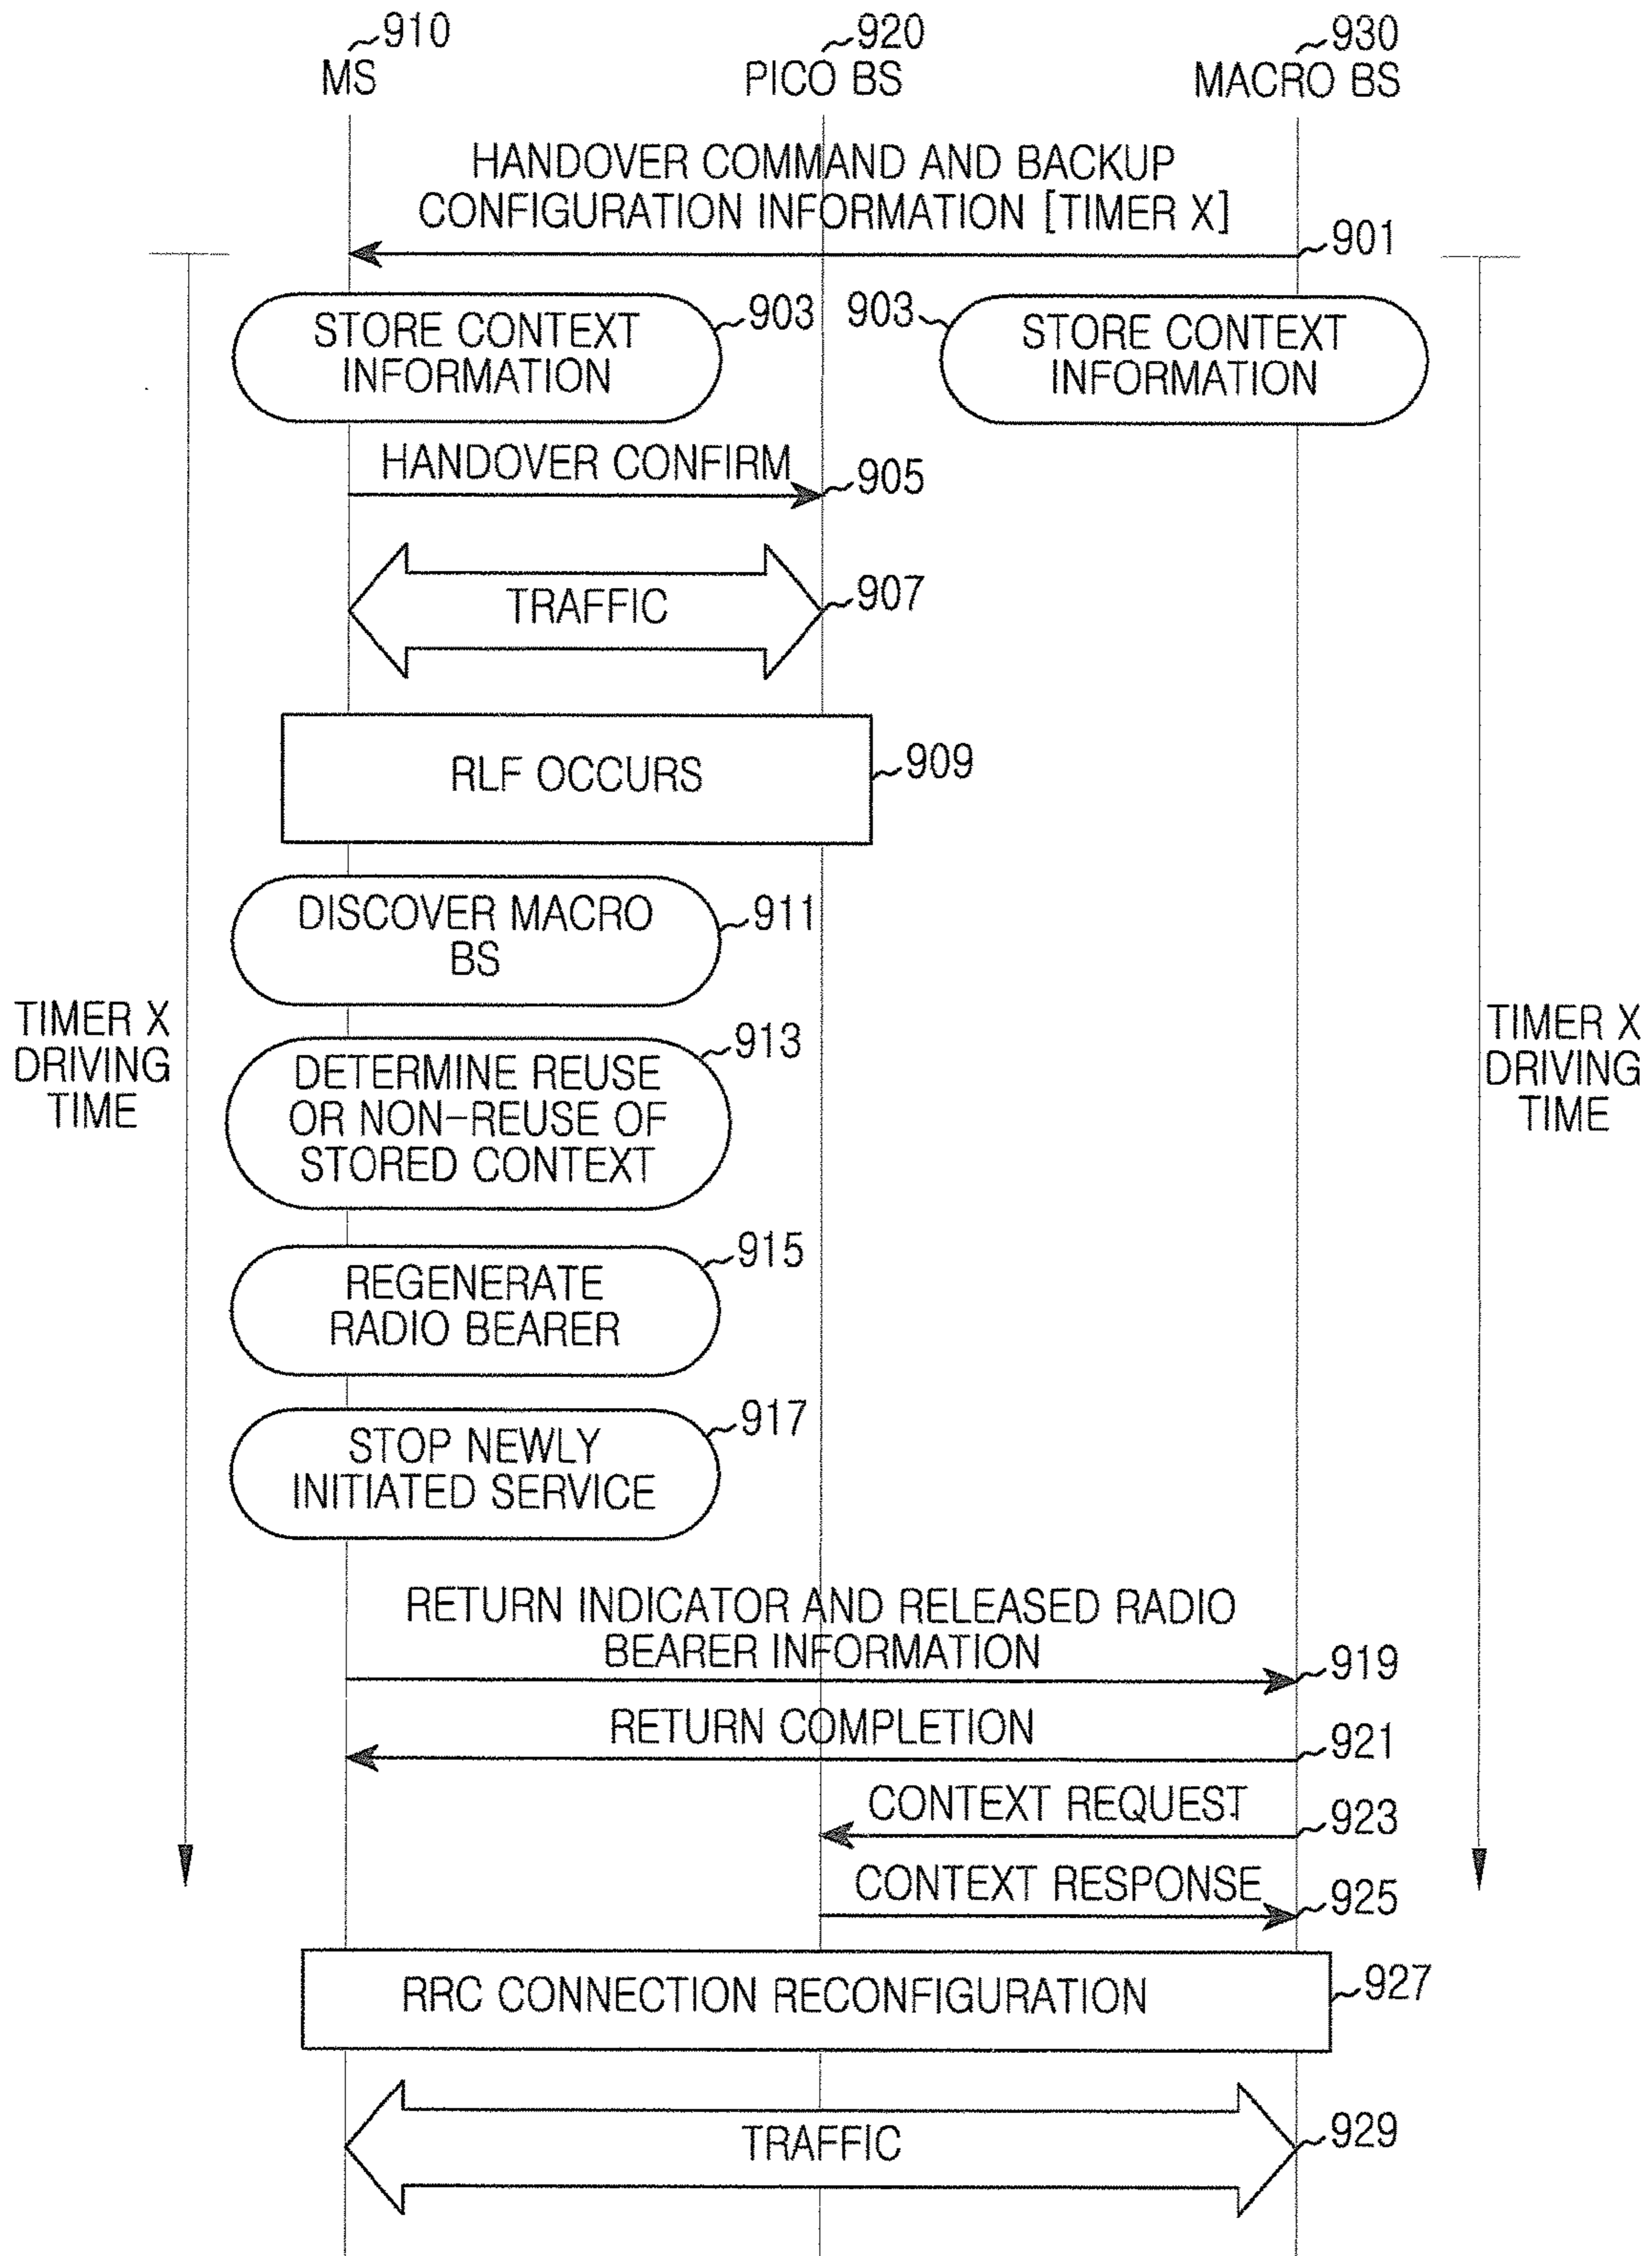 910
MS
920
PICO BS
930
MACRO BS
HANDOVER COMMAND AND BACKUP
CONFIGURATION INFORMATION [TIMER X]
901
STORE CONTEXT
INFORMATION
903
903
STORE CONTEXT
INFORMATION
HANDOVER CONFIRM
905
TRAFFIC
907
RLF OCCURS
909
DISCOVER MACRO
BS
911
TIMER X
DRIVING
TIME
TIMER X
DRIVING
TIME
913
DETERMINE REUSE
OR NON-REUSE OF
STORED CONTEXT
915
REGENERATE
RADIO BEARER
917
STOP NEWLY
INITIATED SERVICE
RETURN INDICATOR AND RELEASED RADIO
BEARER INFORMATION
919
RETURN COMPLETION
921
CONTEXT REQUEST
923
CONTEXT RESPONSE
925
RRC CONNECTION RECONFIGURATION
927
TRAFFIC
929